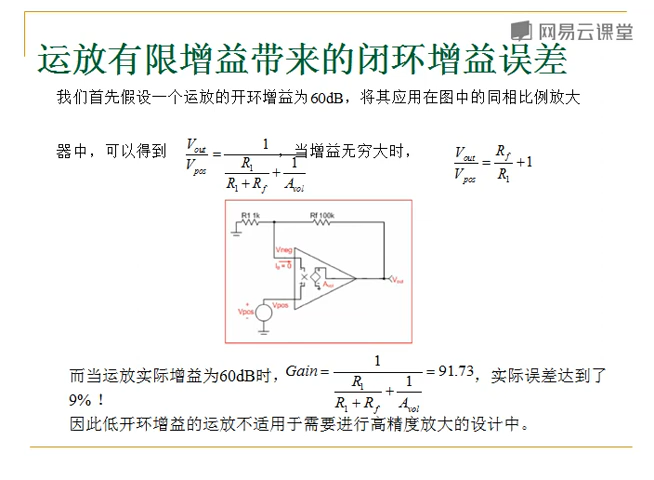 网易云课堂
运放有限增益带来的闭环增益误差
我们首先假设一个运放的开环增益为60dB，将其应用在图中的同相比例放大
器中，可以得到 Vout/Vpos = 1/(R1/(R1+Rf) + 1/Avol) ，当增益无穷大时， Vout/Vpos = Rf/R1 + 1
R1 1k
Rf 100k
Vneg
Avol
Vout
Vpos
+
Vpos
-
而当运放实际增益为60dB时，Gain = 1/(R1/(R1+Rf) + 1/Avol) = 91.73，实际误差达到了
9%！
因此低开环增益的运放不适用于需要进行高精度放大的设计中。